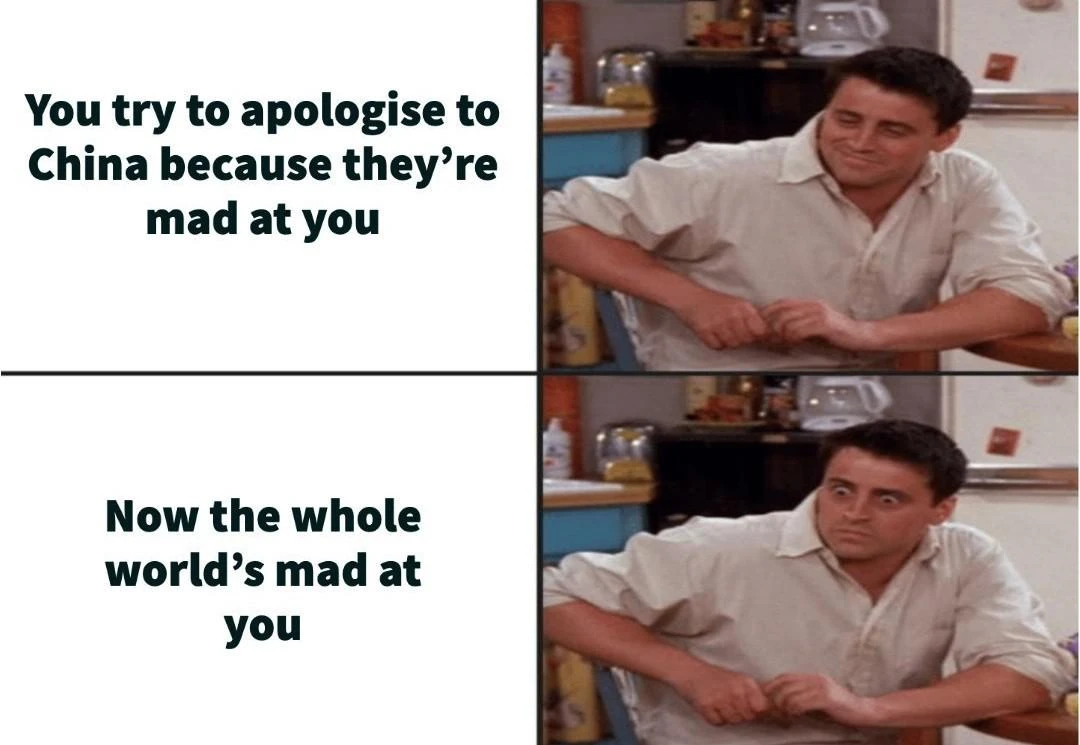 You try to apologise to
China because they’re
mad at you
Now the whole
world’s mad at
you